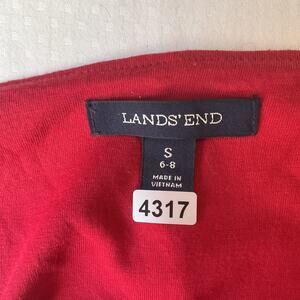 LANDS' END
S
6-8
MADE IN
VIETNAM
4317